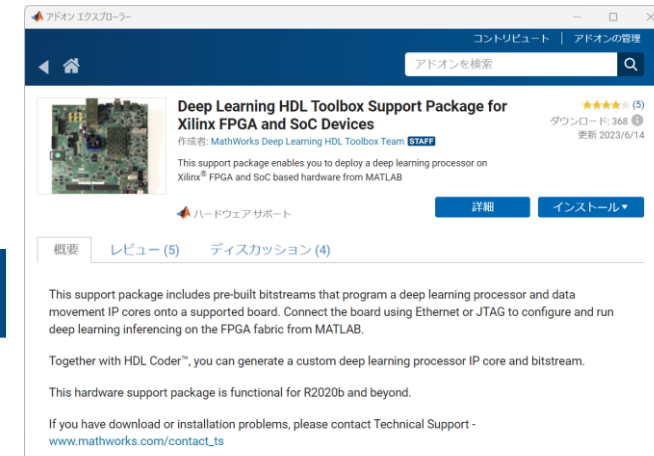 アドオン エクスプローラー
コントリビュート | アドオンの管理
アドオンを検索
Deep Learning HDL Toolbox Support Package for
Xilinx FPGA and SoC Devices
作成者: MathWorks Deep Learning HDL Toolbox Team STAFF
(5)
ダウンロード: 368
更新 2023/6/14
This support package enables you to deploy a deep learning processor on
Xilinx® FPGA and SoC based hardware from MATLAB
ハードウェア サポート
詳細
インストール
概要 レビュー (5) ディスカッション (4)
This support package includes pre-built bitstreams that program a deep learning processor and data
movement IP cores onto a supported board. Connect the board using Ethernet or JTAG to configure and run
deep learning inferencing on the FPGA fabric from MATLAB.
Together with HDL Coder™, you can generate a custom deep learning processor IP core and bitstream.
This hardware support package is functional for R2020b and beyond.
If you have download or installation problems, please contact Technical Support -
www.mathworks.com/contact_ts